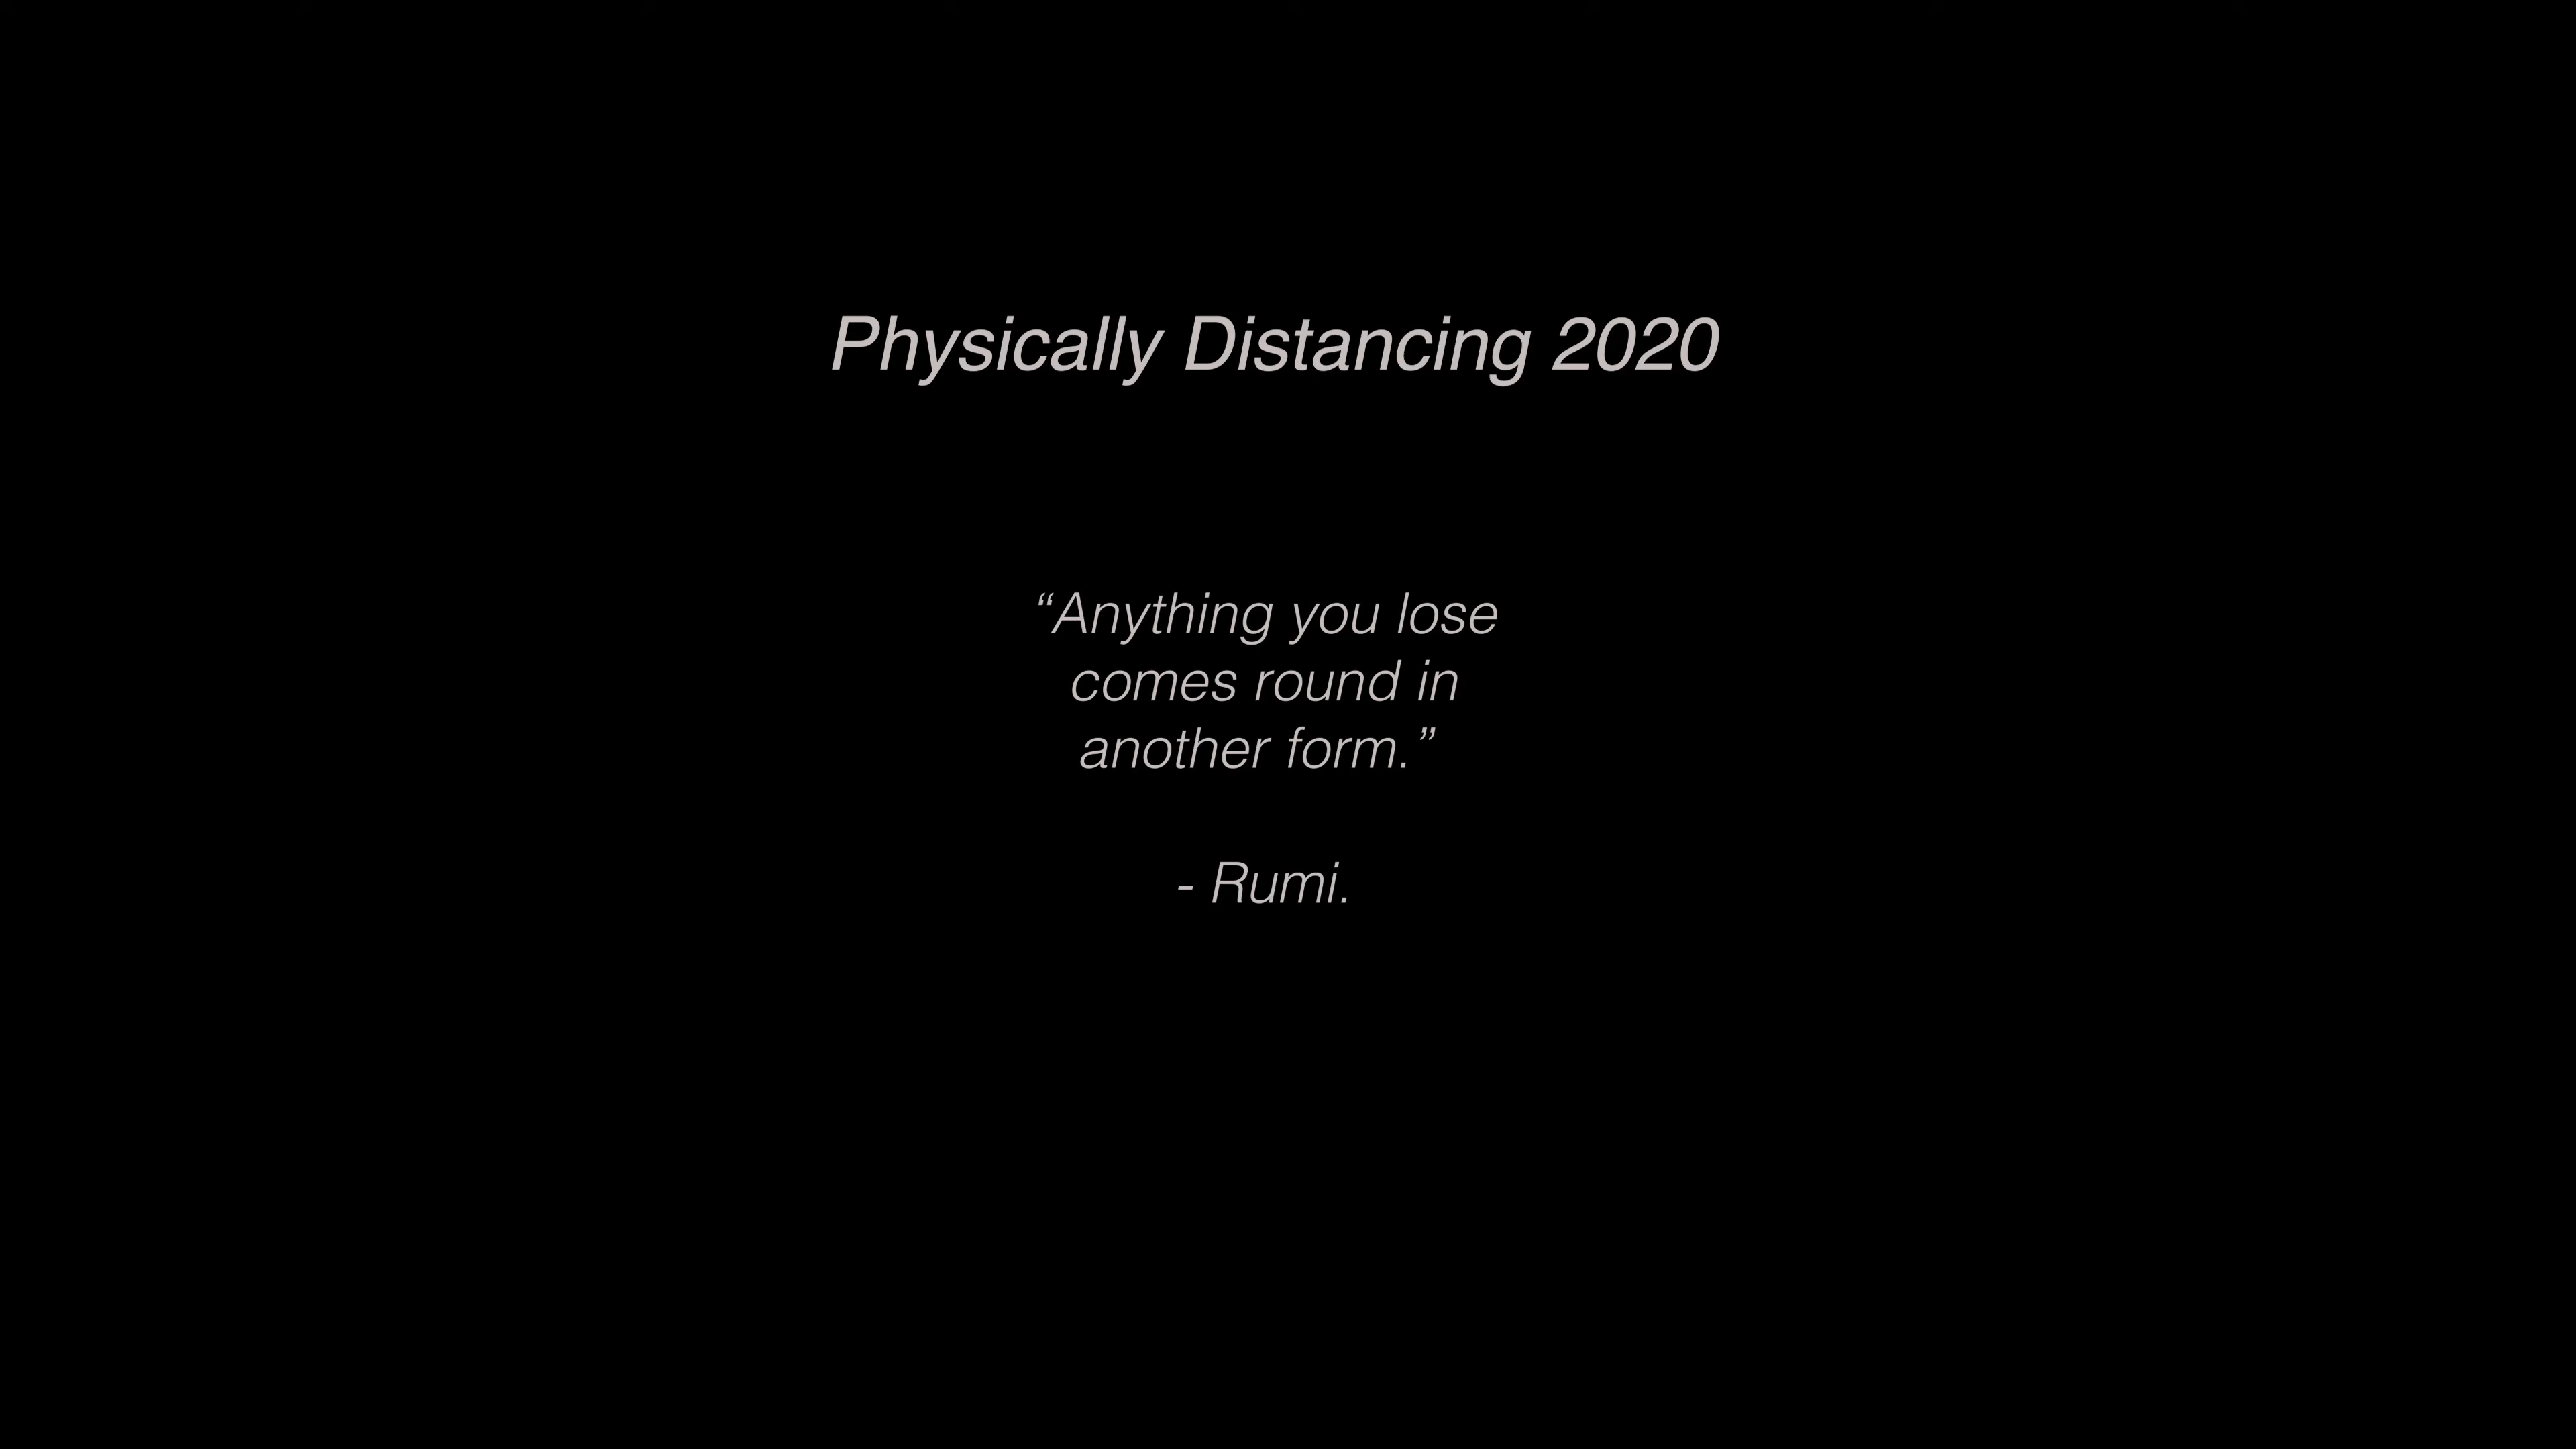 Physically Distancing 2020
“Anything you lose
comes round in
another form.”
- Rumi.